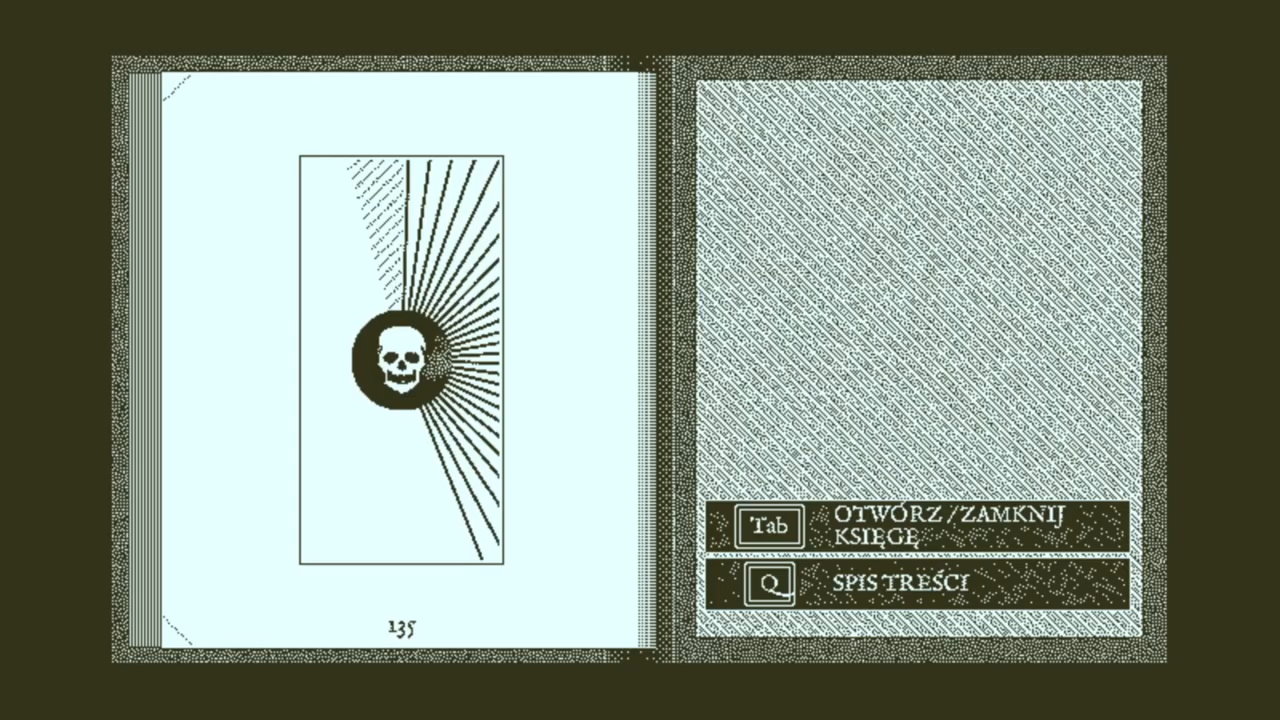 135
Tab
OTWÓRZ / ZAMKNIJ
KSIĘGĘ
Q
SPIS TREŚCI